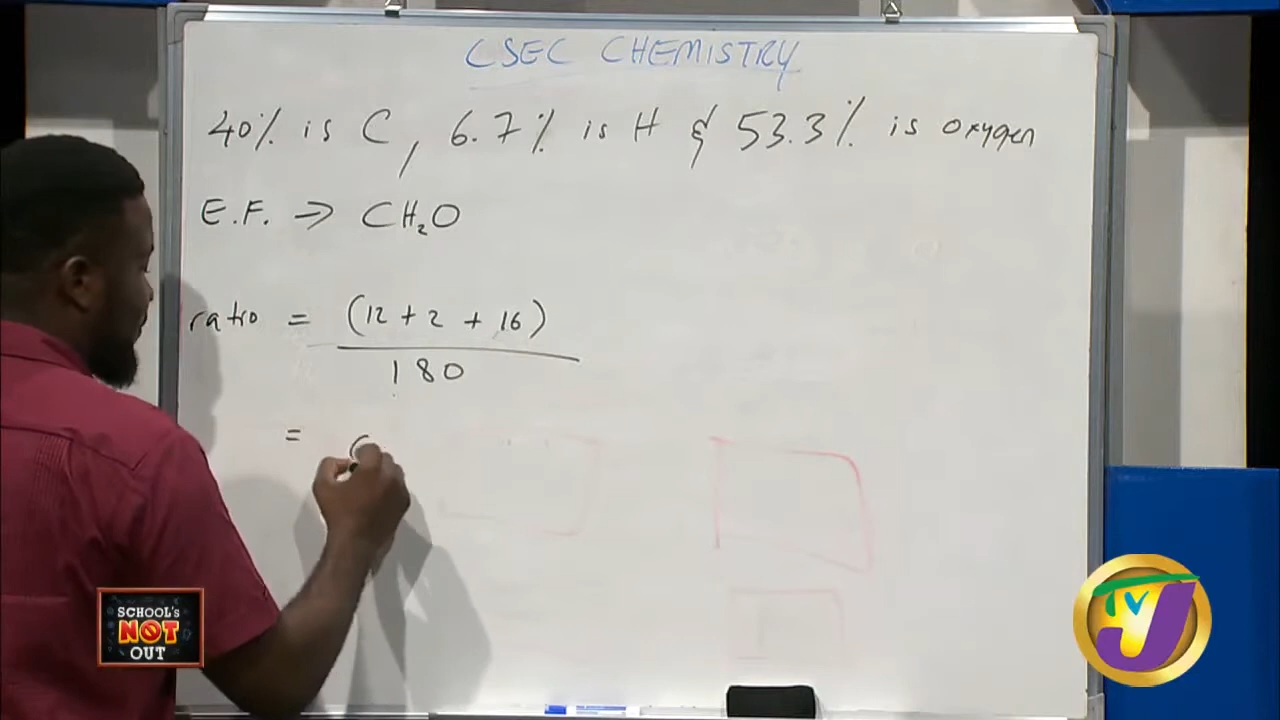 CSEC CHEMISTRY
40% is C, 6.7% is H & 53.3% is oxygen
E.F. → CH₂O
ratio = (12 + 2 + 16)
180
=
SCHOOL's
NOT
OUT
TVJ